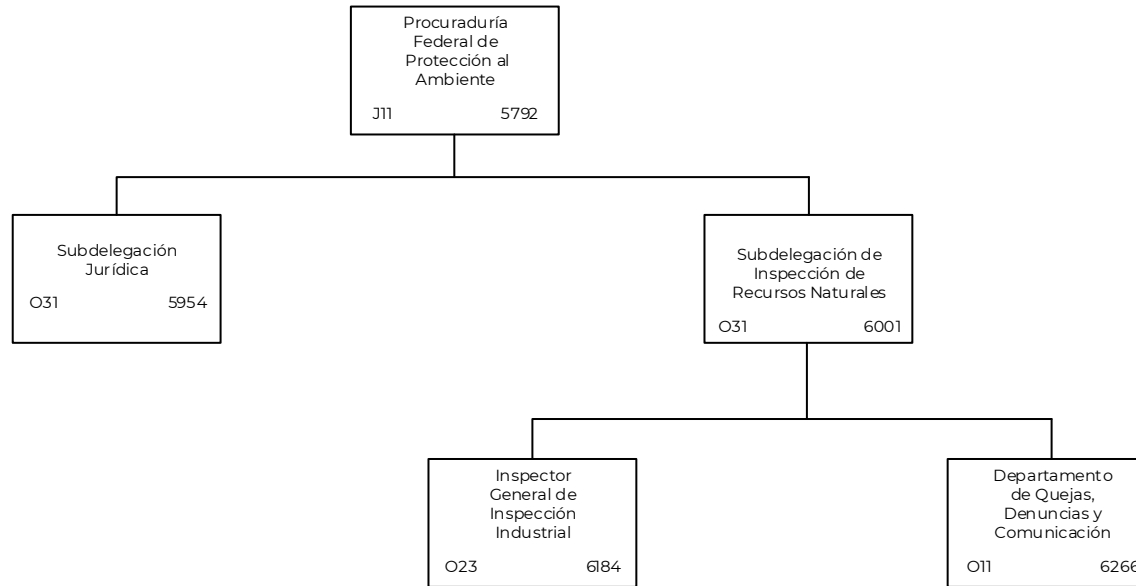 Procuraduría
Federal de
Protección al
Ambiente
J11 5792
Subdelegación
Jurídica
O31 5954
Subdelegación de
Inspección de
Recursos Naturales
O31 6001
Inspector
General de
Inspección
Industrial
O23 6184
Departamento
de Quejas,
Denuncias y
Comunicación
O11 6266